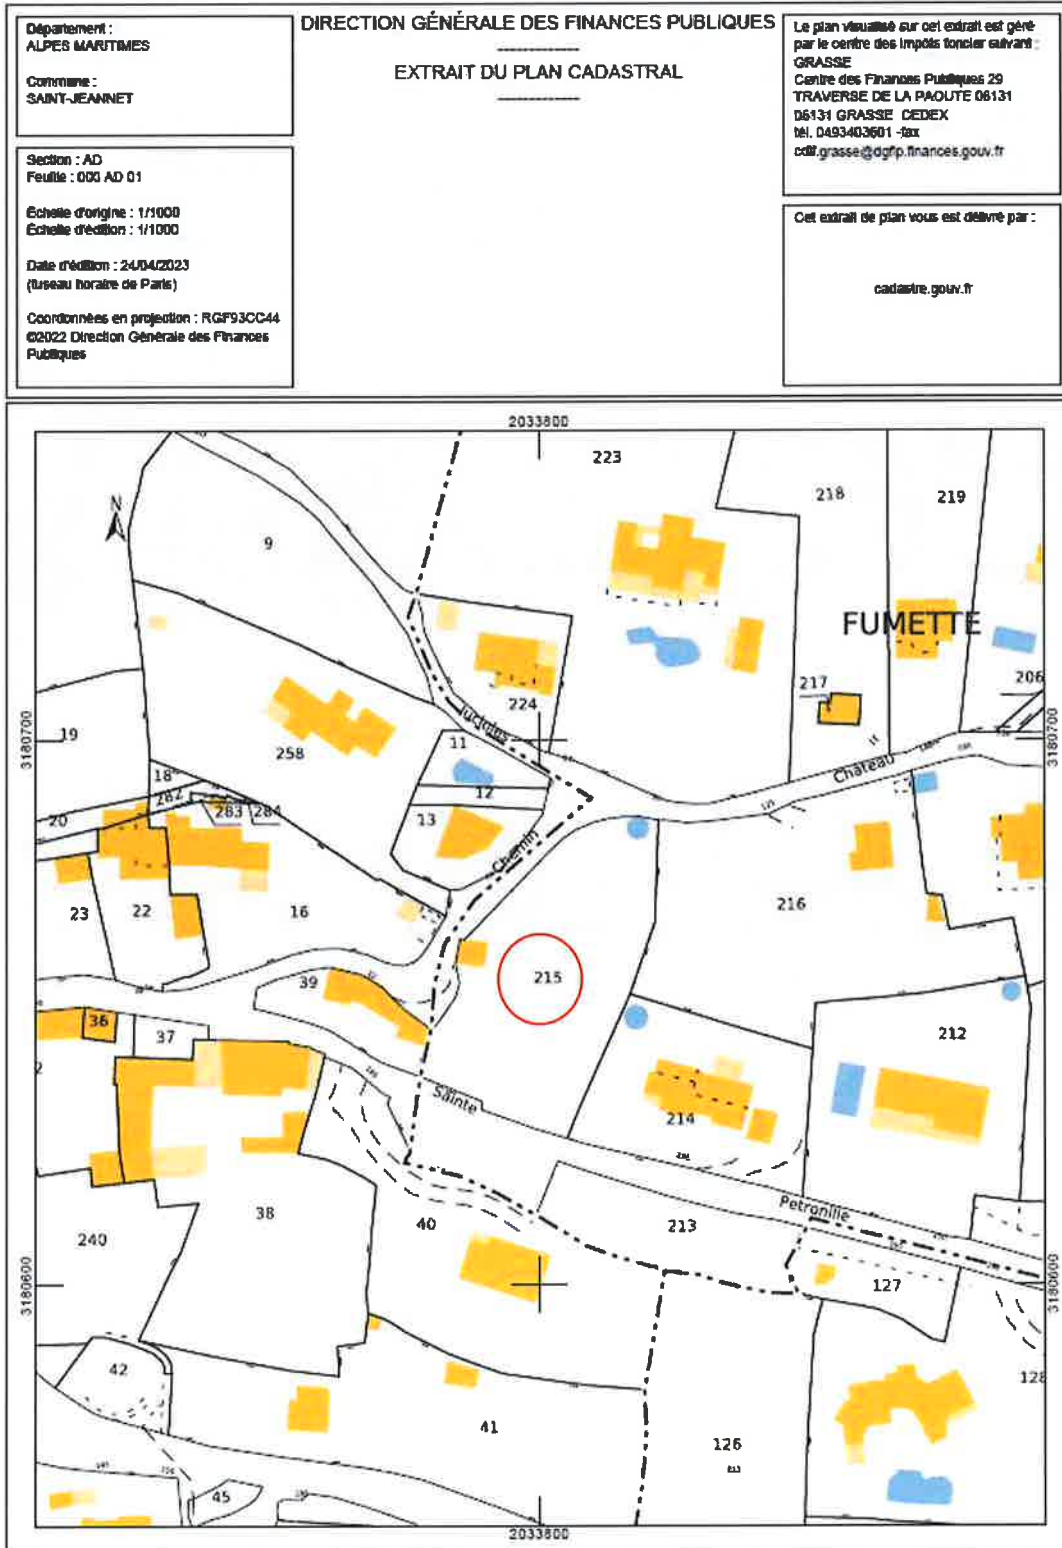 Département :
ALPES MARITIMES
Commune :
SAINT-JEANNET
Section : AD
Feuille : 000 AD 01
Échelle d'origine : 1/1000
Échelle d'édition : 1/1000
Date d'édition : 24/04/2023
(fuseau horaire de Paris)
Coordonnées en projection : RGF93CC44
©2022 Direction Générale des Finances
Publiques
DIRECTION GÉNÉRALE DES FINANCES PUBLIQUES
EXTRAIT DU PLAN CADASTRAL
Le plan visualisé sur cet extrait est géré
par le centre des impôts foncier suivant :
GRASSE
Centre des Finances Publiques 29
TRAVERSE DE LA PAOUTE 06131
06131 GRASSE CEDEX
tél. 0493403601 -fax
cdif.grasse@dgfip.finances.gouv.fr
Cet extrait de plan vous est délivré par :
cadastre.gouv.fr
2033800
223
218
219
N
9
FUMETTE
206
217
224
3180700
19
258
11
Château
3180700
18
12
282
283 284
20
13
Chemin
23
22
16
216
39
215
36
37
212
Sainte
214
Petronille
38
40
213
240
3180600
127
3180600
42
128
41
126
45
2033800